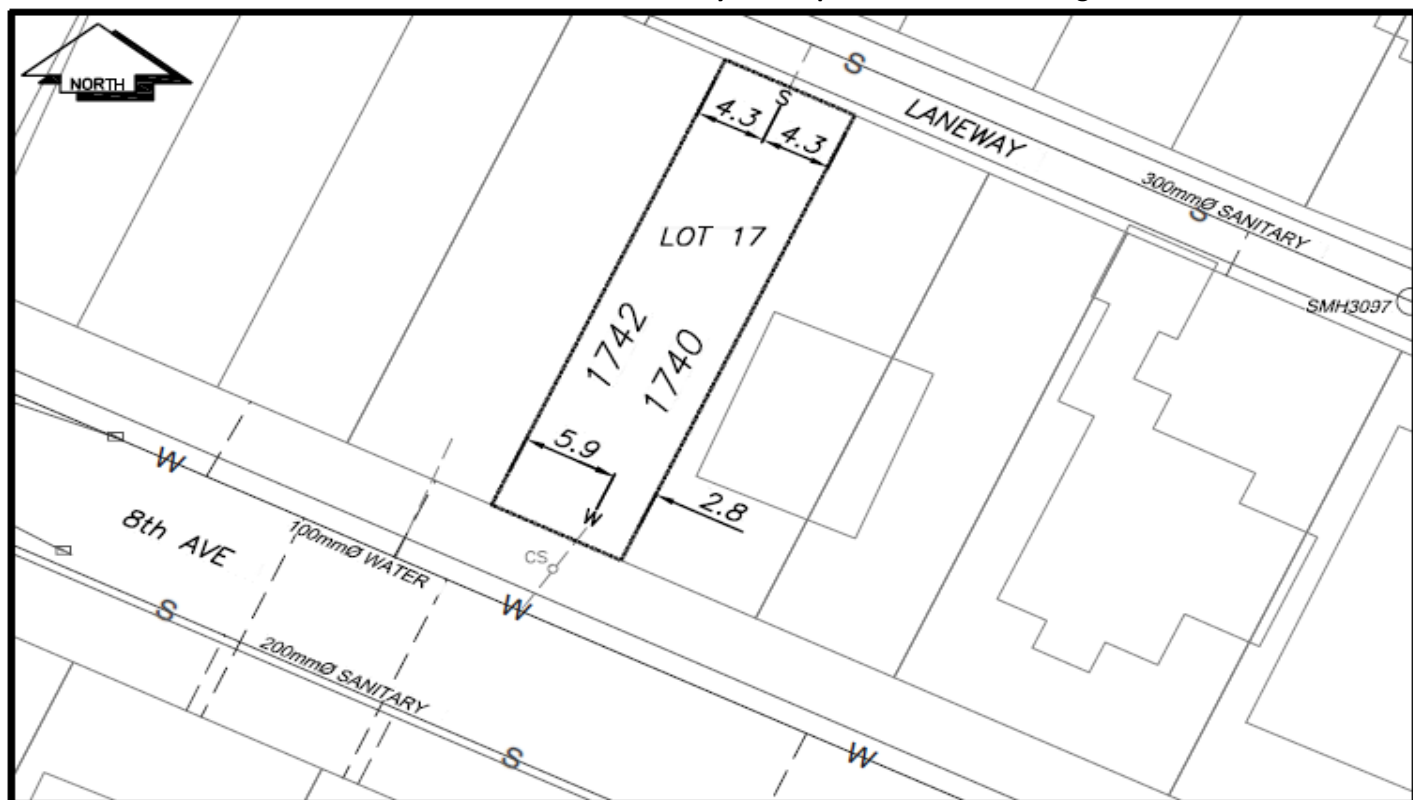 NORTH
S
S
4.3
4.3
LANEWAY
300mmØ SANITARY
S
LOT 17
SMH3097
1742
1740
5.9
2.8
W
W
8th AVE
100mmØ WATER
CS
W
S
200mmØ SANITARY
S
W